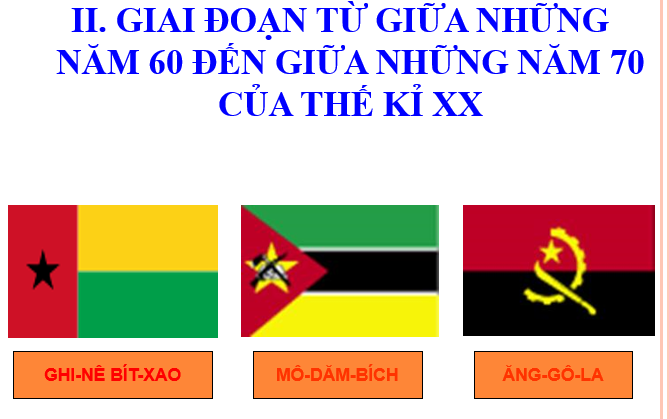 II. GIAI ĐOẠN TỪ GIỮA NHỮNG
NĂM 60 ĐẾN GIỮA NHỮNG NĂM 70
CỦA THẾ KỈ XX
GHI-NÊ BÍT-XAO
MÔ-DĂM-BÍCH
ĂNG-GÔ-LA